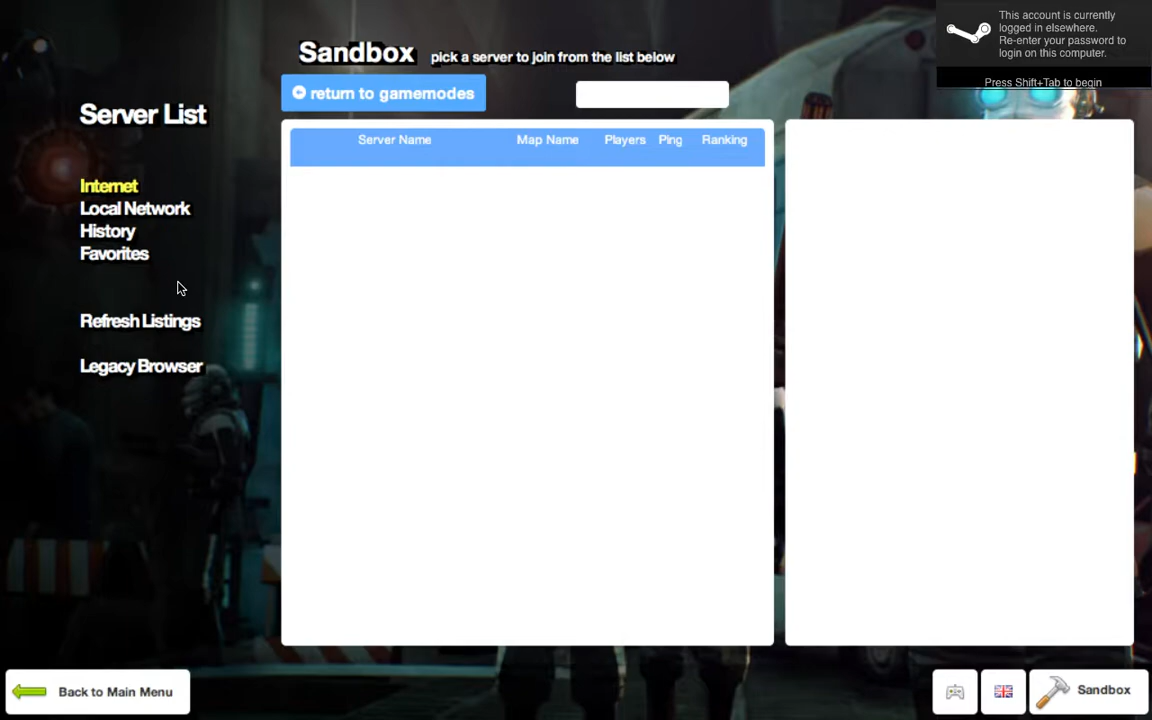 This account is currently
logged in elsewhere.
Re-enter your password to
login on this computer.
Press Shift+Tab to begin
Sandbox pick a server to join from the list below
return to gamemodes
Server List
Server Name Map Name Players Ping Ranking
Internet
Local Network
History
Favorites
Refresh Listings
Legacy Browser
Back to Main Menu
Sandbox